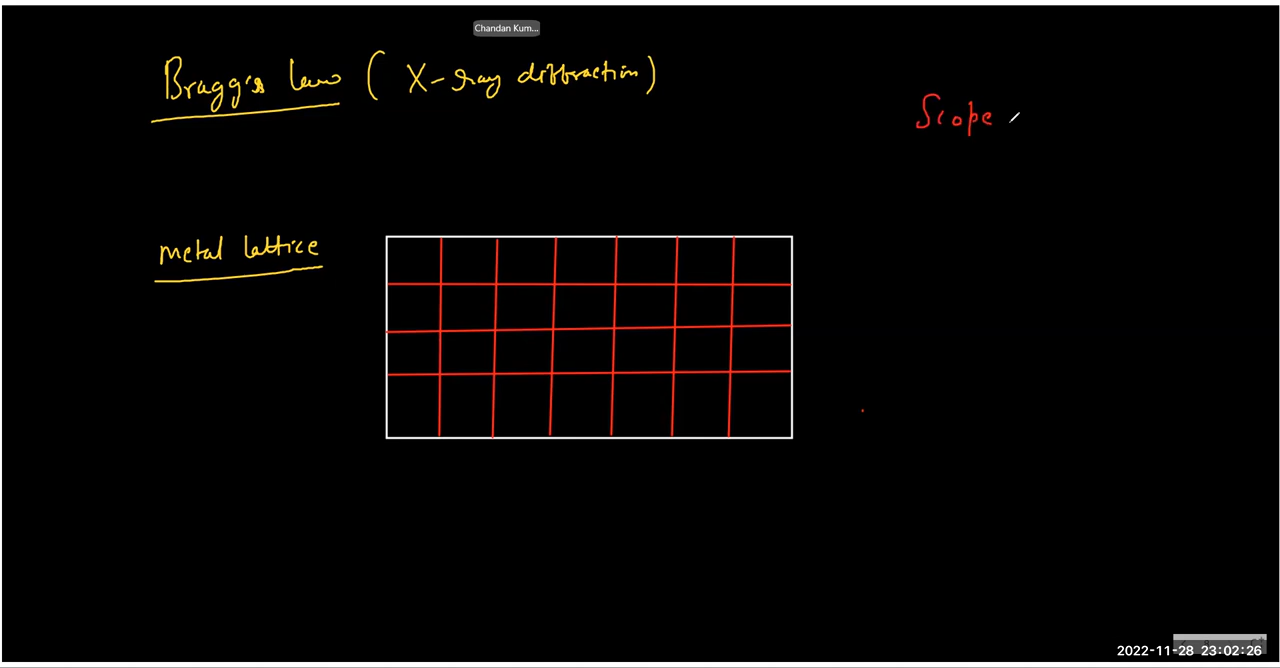 Chandan Kum...
Bragg's law ( X-ray diffraction )
Scope
metal lattice
2022-11-28 23:02:26